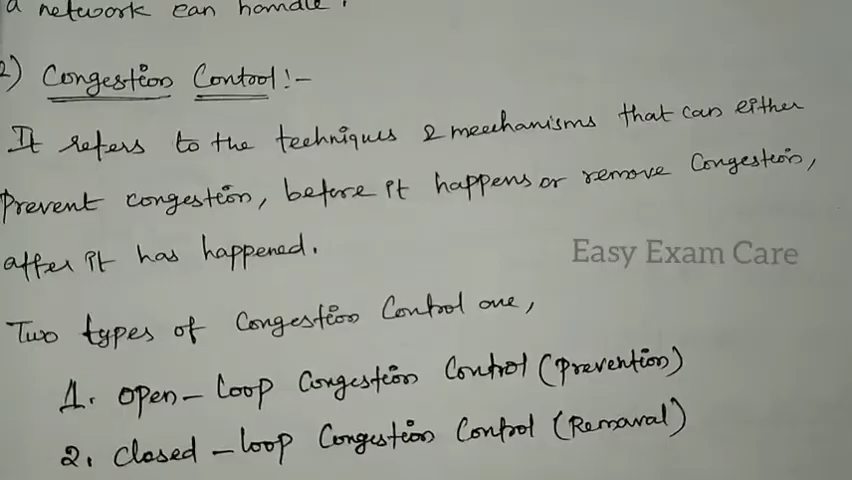 a network can handle.
2) Congestion Control :-
It refers to the techniques & meechanisms that can either
Prevent congestion, before it happens or remove Congestion,
after it has happened.
Easy Exam Care
Two types of Congestion Control are,
1. Open-Loop Congestion Control (Prevention)
2. Closed-loop Congestion Control (Removal)